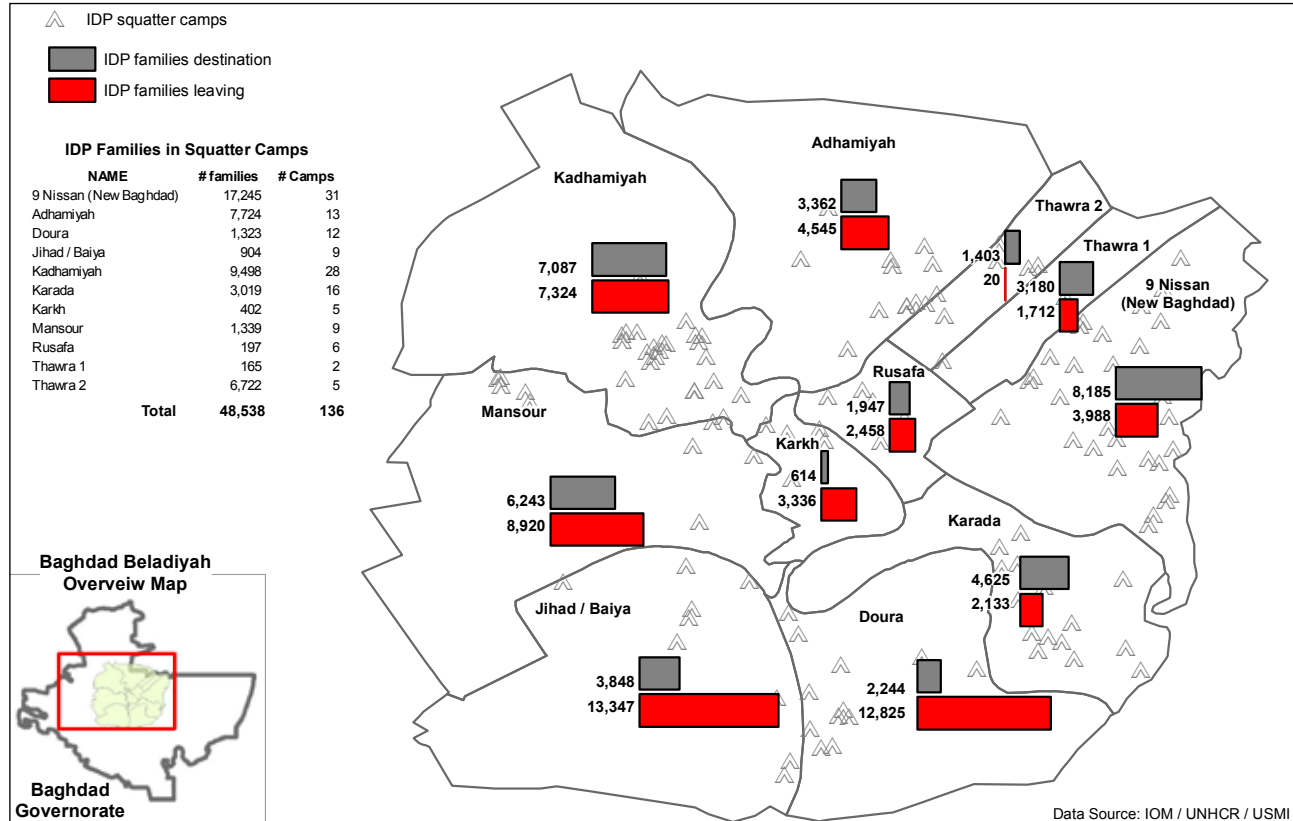 IDP squatter camps
IDP families destination
IDP families leaving
IDP Families in Squatter Camps
NAME # families # Camps
9 Nissan (New Baghdad) 17,245 31
Adhamiyah 7,724 13
Doura 1,323 12
Jihad / Baiya 904 9
Kadhamiyah 9,498 28
Karada 3,019 16
Karkh 402 5
Mansour 1,339 9
Rusafa 197 6
Thawra 1 165 2
Thawra 2 6,722 5
Total 48,538 136
Adhamiyah
3,362
4,545
Kadhamiyah
7,087
7,324
Thawra 2
1,403
20
Thawra 1
3,180
1,712
9 Nissan
(New Baghdad)
8,185
3,988
Rusafa
1,947
2,458
Mansour
6,243
8,920
Karkh
614
3,336
Karada
4,625
2,133
Jihad / Baiya
3,848
13,347
Doura
2,244
12,825
Baghdad Beladiyah
Overveiw Map
Baghdad
Governorate
Data Source: IOM / UNHCR / USMI